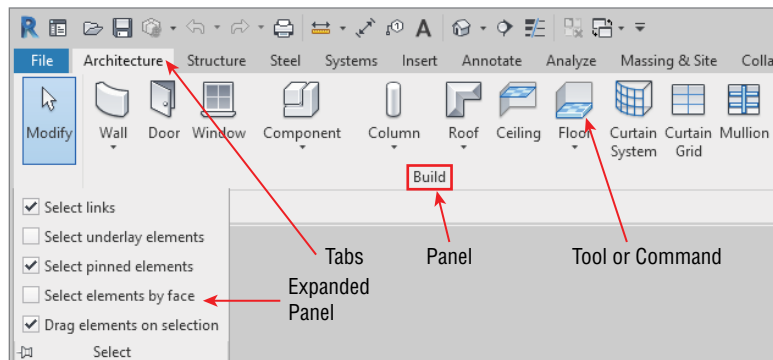 R A
File Architecture Structure Steel Systems Insert Annotate Analyze Massing & Site Colla
Modify Wall Door Window Component Column Roof Ceiling Floor Curtain System Curtain Grid Mullion
Build
Select links
Select underlay elements
Select pinned elements
Select elements by face
Drag elements on selection
Select
Tabs Panel Tool or Command
Expanded
Panel